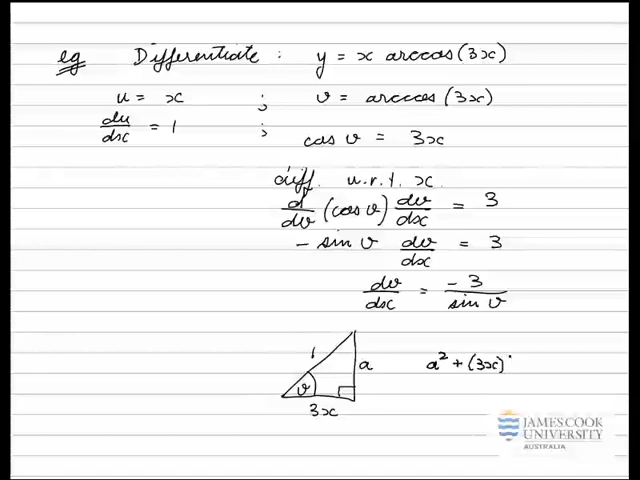 eg Differentiate : y = x arccos(3x)
u = x ; v = arccos(3x)
du/dx = 1 ; cos v = 3x
diff. w.r.t. x
d/dv (cos v) dv/dx = 3
- sin v dv/dx = 3
dv/dx = -3/sin v
1 a a² + (3x)
v
3x
JAMES COOK
UNIVERSITY
AUSTRALIA